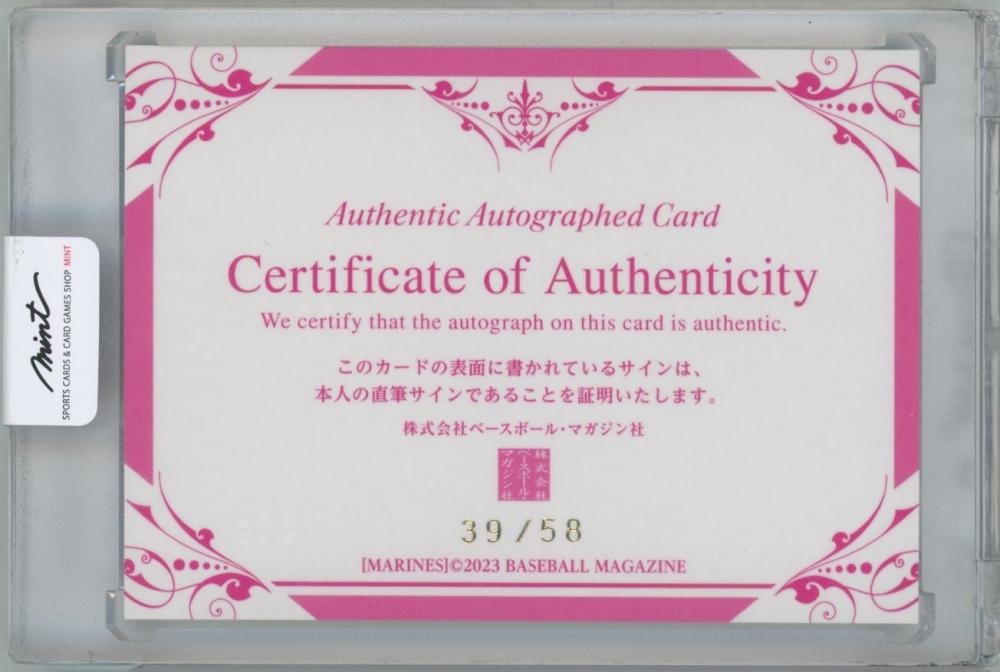 Authentic Autographed Card
Certificate of Authenticity
We certify that the autograph on this card is authentic.
このカードの表面に書かれているサインは、
本人の直筆サインであることを証明いたします。
株式会社ベースボール・マガジン社
株式会社
ベースボール・
マガジン社
39/58
[MARINES]©2023 BASEBALL MAGAZINE
mint
SPORTS CARDS & CARD GAMES SHOP MINT